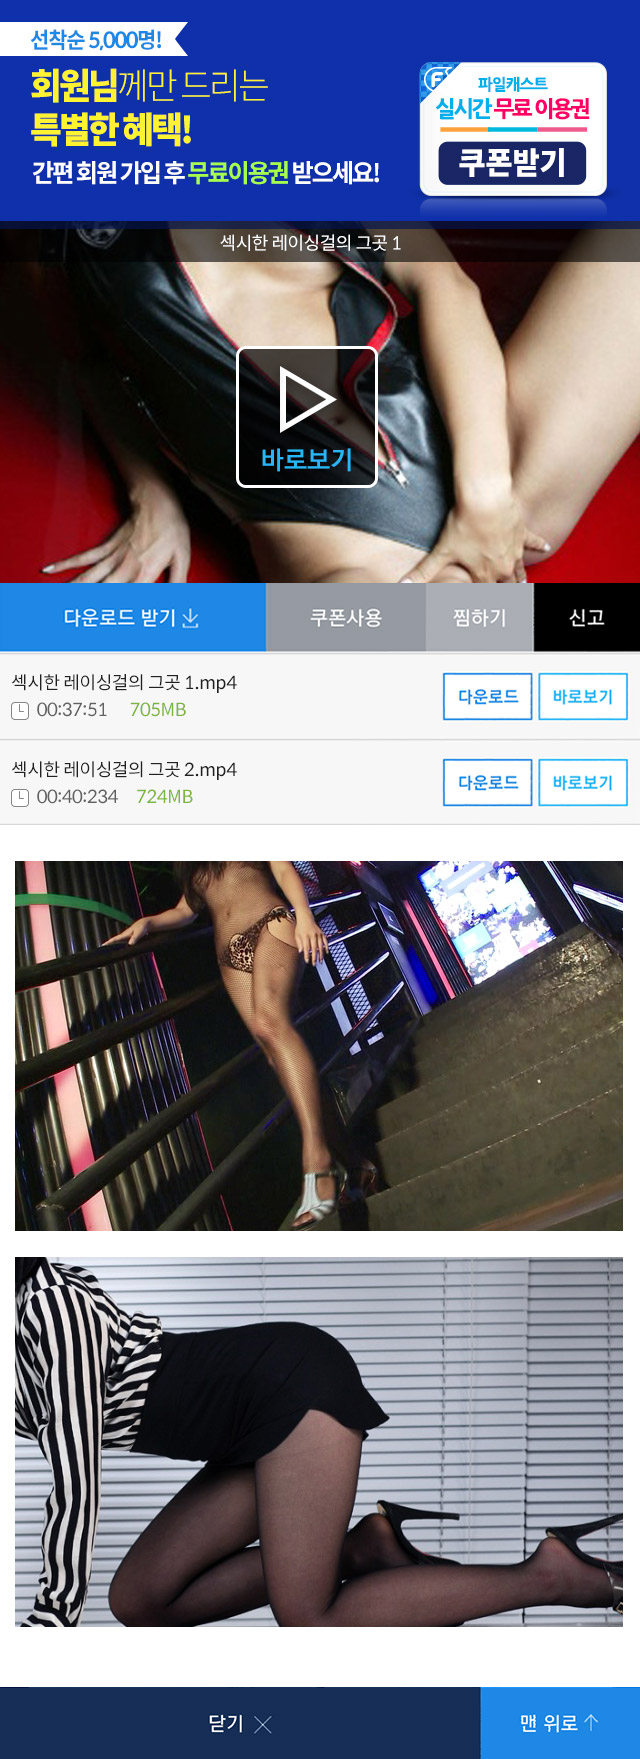 선착순 5,000명!
회원님께만 드리는
특별한 혜택!
간편 회원 가입 후 무료이용권 받으세요!
파일캐스트
실시간 무료 이용권
쿠폰받기
섹시한 레이싱걸의 그곳 1
바로보기
다운로드 받기
쿠폰사용
찜하기
신고
섹시한 레이싱걸의 그곳 1.mp4
00:37:51 705MB
다운로드
바로보기
섹시한 레이싱걸의 그곳 2.mp4
00:40:234 724MB
다운로드
바로보기
닫기
맨 위로